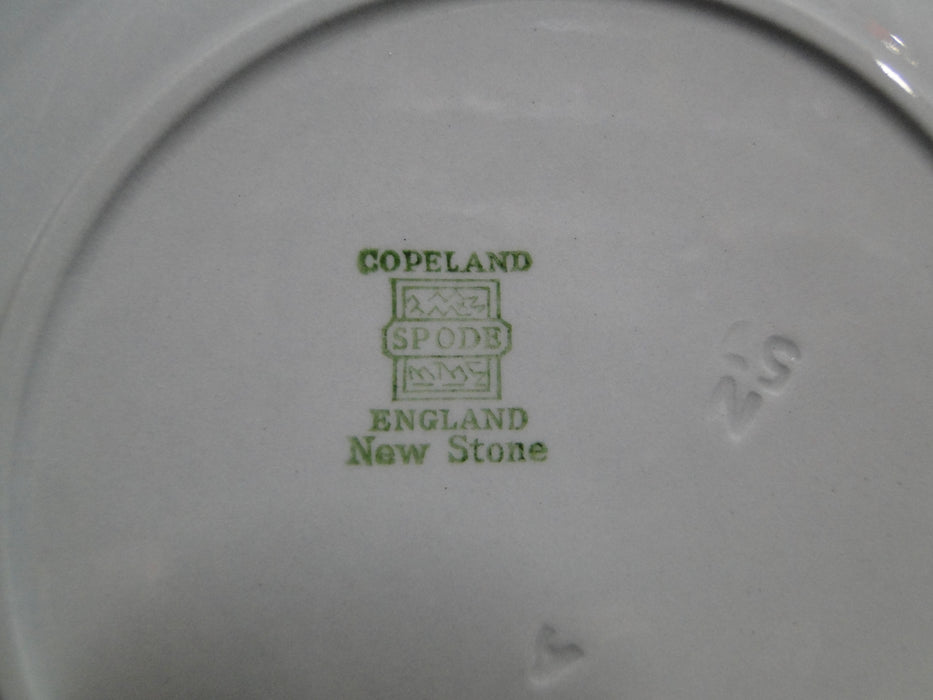 COPELAND
SPODE
ENGLAND
New Stone